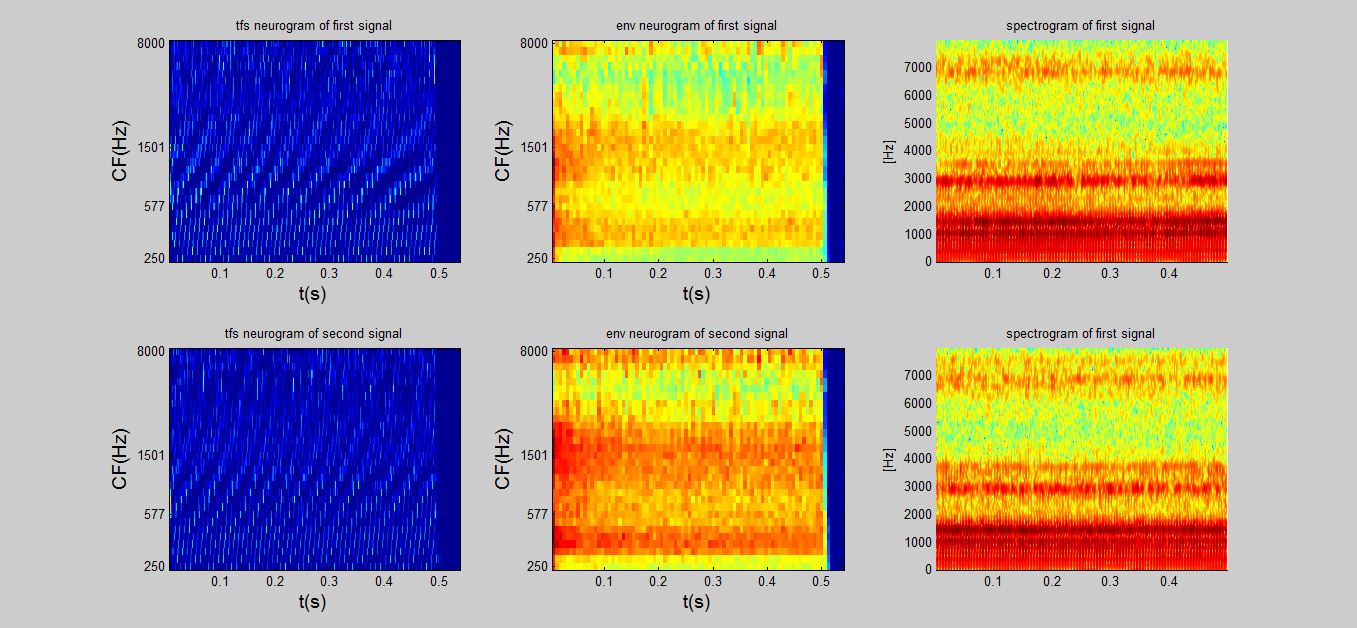 tfs neurogram of first signal
env neurogram of first signal
spectrogram of first signal
8000
1501
577
250
CF(Hz)
0.1 0.2 0.3 0.4 0.5
t(s)
8000
1501
577
250
CF(Hz)
0.1 0.2 0.3 0.4 0.5
t(s)
7000
6000
5000
4000
3000
2000
1000
0
[Hz]
0.1 0.2 0.3 0.4
tfs neurogram of second signal
env neurogram of second signal
spectrogram of first signal
8000
1501
577
250
CF(Hz)
0.1 0.2 0.3 0.4 0.5
t(s)
8000
1501
577
250
CF(Hz)
0.1 0.2 0.3 0.4 0.5
t(s)
7000
6000
5000
4000
3000
2000
1000
0
[Hz]
0.1 0.2 0.3 0.4